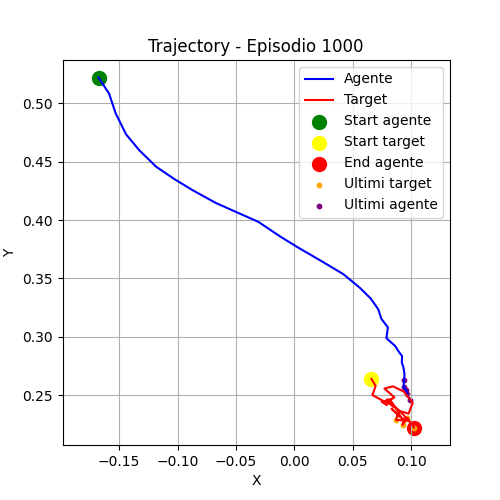 Trajectory - Episodio 1000
Agente
Target
Start agente
Start target
End agente
Ultimi target
Ultimi agente
0.50
0.45
0.40
0.35
0.30
0.25
Y
−0.15 −0.10 −0.05 0.00 0.05 0.10
X